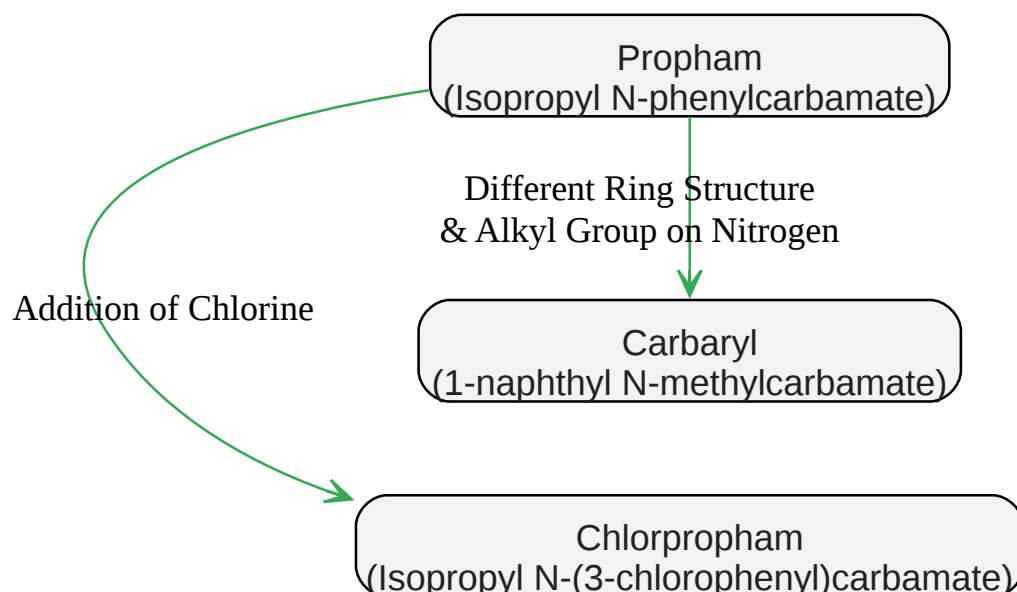 Propham
(Isopropyl N-phenylcarbamate)
Different Ring Structure
& Alkyl Group on Nitrogen
Addition of Chlorine
Carbaryl
(1-naphthyl N-methylcarbamate)
Chlorpropham
(Isopropyl N-(3-chlorophenyl)carbamate)